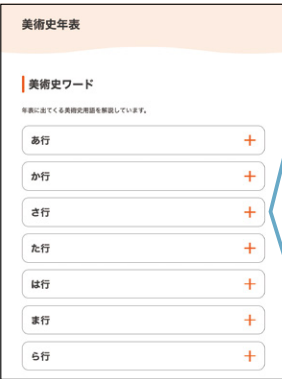 美術史年表
美術史ワード
年表に出てくる美術史用語を解説しています。
あ行
か行
さ行
た行
は行
ま行
ら行